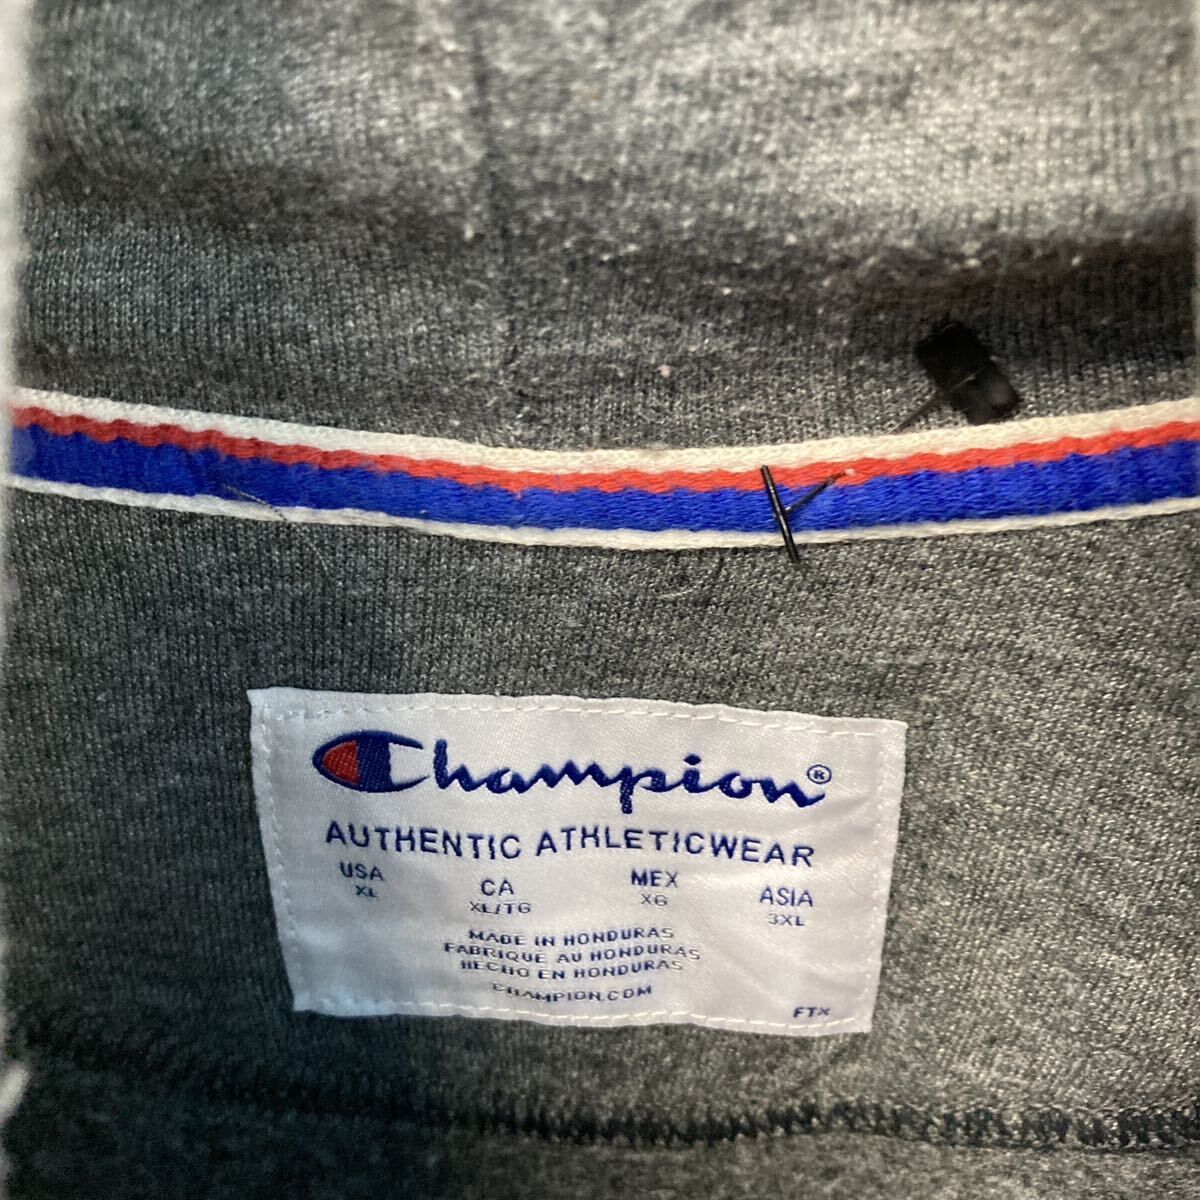 Champion®
AUTHENTIC ATHLETICWEAR
USA CA MEX ASIA
XL XL/TG XG 3XL
MADE IN HONDURAS
FABRIQUE AU HONDURAS
HECHO EN HONDURAS
CHAMPION.COM
FTX